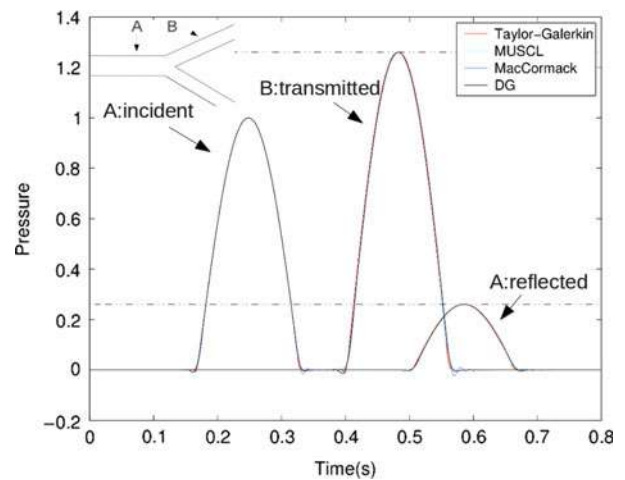 A B
A:incident
B:transmitted
A:reflected
Taylor-Galerkin
MUSCL
MacCormack
DG
Pressure
1.4
1.2
1
0.8
0.6
0.4
0.2
0
−0.2
0 0.1 0.2 0.3 0.4 0.5 0.6 0.7 0.8
Time(s)